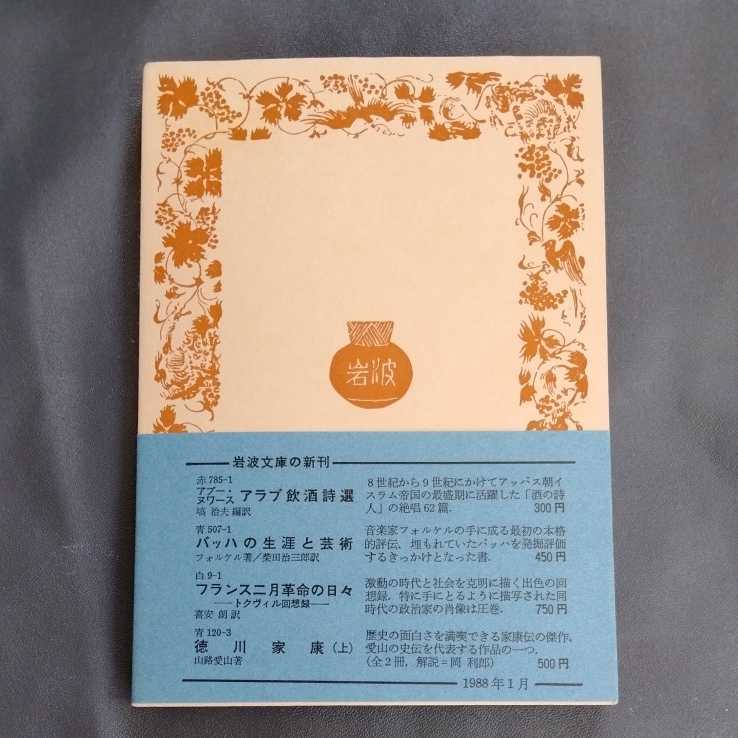 岩波
岩波文庫の新刊
赤785-1
アブー・ヌワース アラブ飲酒詩選
塙 治夫 編訳
8世紀から9世紀にかけてアッバス朝イ
スラム帝国の最盛期に活躍した「酒の詩
人」の絶唱62篇. 300円
青507-1
バッハの生涯と芸術
フォルケル著/柴田治三郎訳
音楽家フォルケルの手に成る最初の本格
的評伝、埋もれていたバッハを発掘評価
するきっかけとなった書. 450円
白9-1
フランス二月革命の日々
──トクヴィル回想録──
喜安 朗 訳
激動の時代と社会を克明に描く出色の回
想録. 特に手にとるように描写された同
時代の政治家の肖像は圧巻. 750円
青120-3
徳川家康(上)
山路愛山著
歴史の面白さを満喫できる家康伝の傑作、
愛山の史伝を代表する作品の一つ.
(全2冊, 解説=岡 利郎) 500円
1988年1月